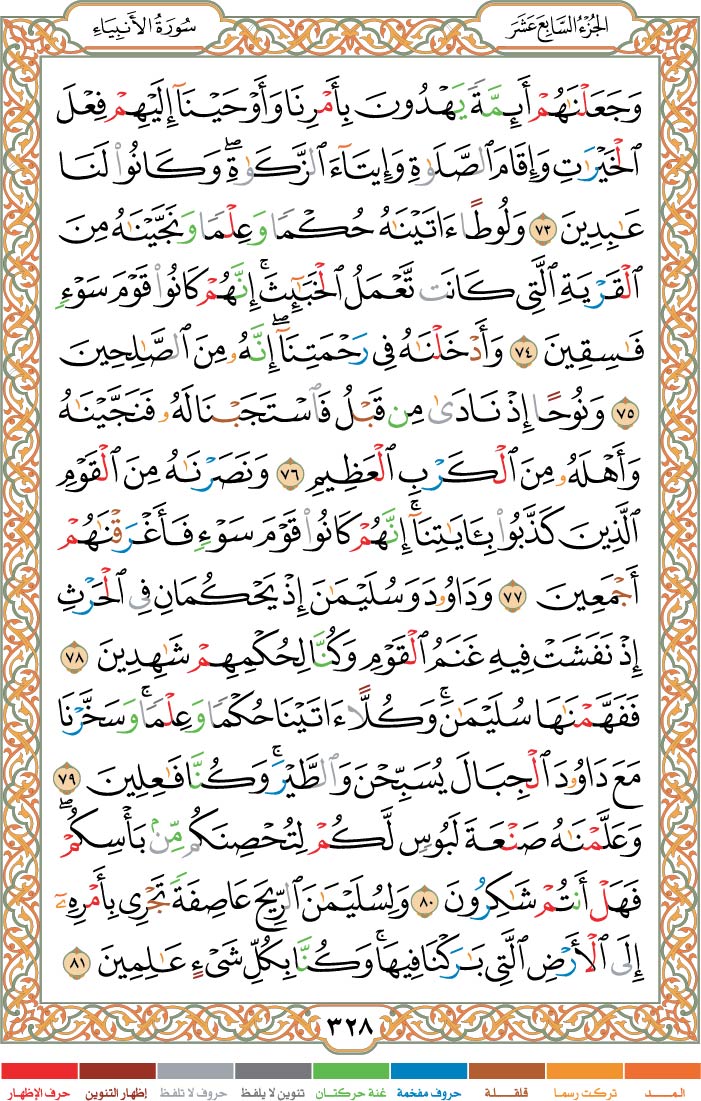 الجُزْءُ السَّابِعَ عَشَرَ
سُورَةُ الأَنبِيَاءِ
وَجَعَلْنَٰهُمْ أَئِمَّةً يَهْدُونَ بِأَمْرِنَا وَأَوْحَيْنَآ إِلَيْهِمْ فِعْلَ
ٱلْخَيْرَٰتِ وَإِقَامَ ٱلصَّلَوٰةِ وَإِيتَآءَ ٱلزَّكَوٰةِ ۖ وَكَانُوا۟ لَنَا
عَٰبِدِينَ ٧٣ وَلُوطًا ءَاتَيْنَٰهُ حُكْمًا وَعِلْمًا وَنَجَّيْنَٰهُ مِنَ
ٱلْقَرْيَةِ ٱلَّتِى كَانَت تَّعْمَلُ ٱلْخَبَٰٓئِثَ ۗ إِنَّهُمْ كَانُوا۟ قَوْمَ سَوْءٍ
فَٰسِقِينَ ٧٤ وَأَدْخَلْنَٰهُ فِى رَحْمَتِنَآ ۖ إِنَّهُۥ مِنَ ٱلصَّٰلِحِينَ
٧٥ وَنُوحًا إِذْ نَادَىٰ مِن قَبْلُ فَٱسْتَجَبْنَا لَهُۥ فَنَجَّيْنَٰهُ
وَأَهْلَهُۥ مِنَ ٱلْكَرْبِ ٱلْعَظِيمِ ٧٦ وَنَصَرْنَٰهُ مِنَ ٱلْقَوْمِ
ٱلَّذِينَ كَذَّبُوا۟ بِـَٔايَٰتِنَآ ۚ إِنَّهُمْ كَانُوا۟ قَوْمَ سَوْءٍ فَأَغْرَقْنَٰهُمْ
أَجْمَعِينَ ٧٧ وَدَاوُۥدَ وَسُلَيْمَٰنَ إِذْ يَحْكُمَانِ فِى ٱلْحَرْثِ
إِذْ نَفَشَتْ فِيهِ غَنَمُ ٱلْقَوْمِ وَكُنَّا لِحُكْمِهِمْ شَٰهِدِينَ ٧٨
فَفَهَّمْنَٰهَا سُلَيْمَٰنَ ۚ وَكُلًّا ءَاتَيْنَا حُكْمًا وَعِلْمًا ۚ وَسَخَّرْنَا
مَعَ دَاوُۥدَ ٱلْجِبَالَ يُسَبِّحْنَ وَٱلطَّيْرَ ۚ وَكُنَّا فَٰعِلِينَ ٧٩
وَعَلَّمْنَٰهُ صَنْعَةَ لَبُوسٍ لَّكُمْ لِتُحْصِنَكُم مِّنۢ بَأْسِكُمْ ۖ
فَهَلْ أَنتُمْ شَٰكِرُونَ ٨٠ وَلِسُلَيْمَٰنَ ٱلرِّيحَ عَاصِفَةً تَجْرِى بِأَمْرِهِۦٓ
إِلَى ٱلْأَرْضِ ٱلَّتِى بَٰرَكْنَا فِيهَا ۚ وَكُنَّا بِكُلِّ شَىْءٍ عَٰلِمِينَ ٨١
٣٢٨
المــد تركت رسما قلقلة حروف مفخمة غنة حركتان تنوين لا يلفظ حروف لا تلفظ إظهار التنوين حرف الإظهار